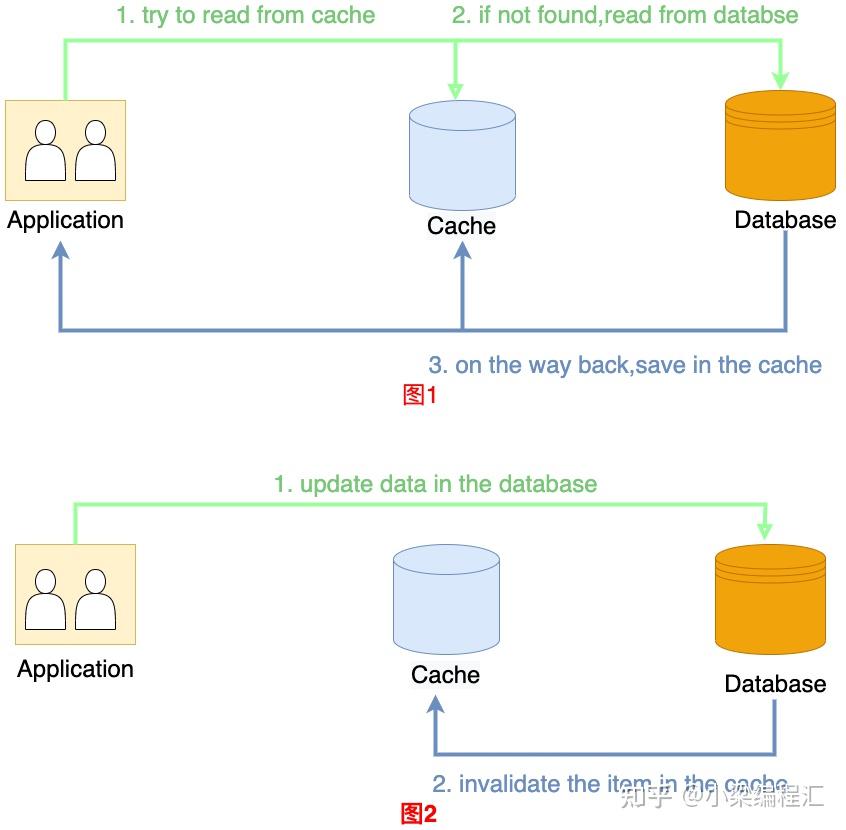 1. try to read from cache
2. if not found,read from databse
Application
Cache
Database
3. on the way back,save in the cache
图1
1. update data in the database
Application
Cache
Database
2. invalidate the item in the cache
知乎 @小梁编程汇
图2